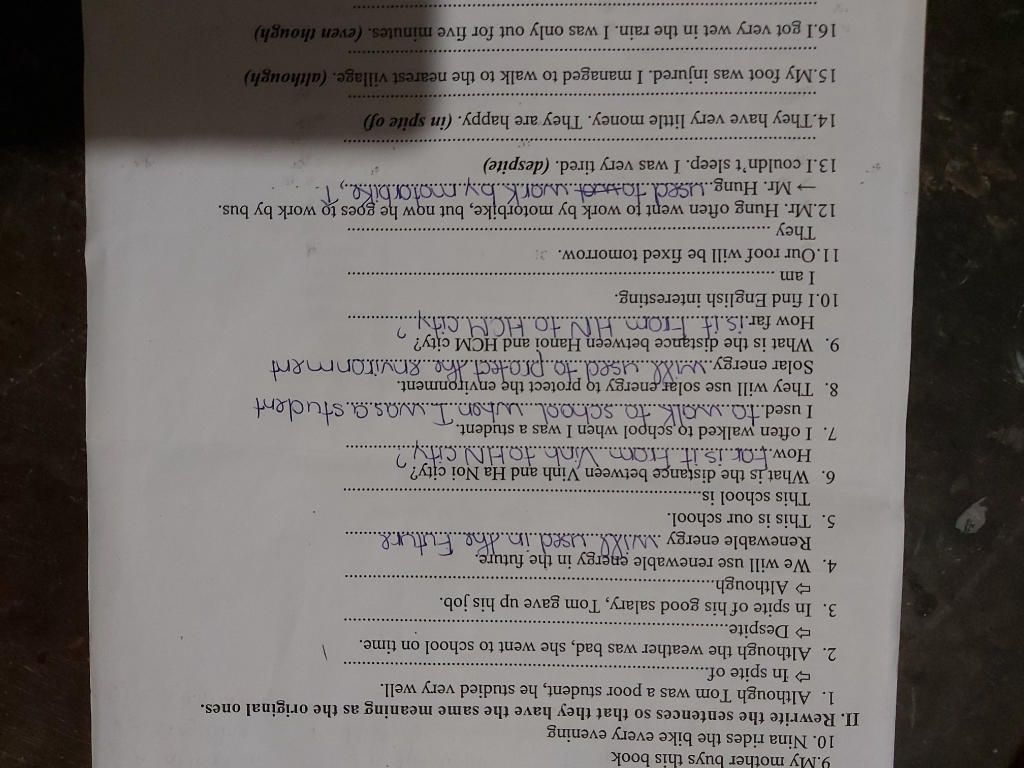 9.My mother buys this book
10. Nina rides the bike every evening
II. Rewrite the sentences so that they have the same meaning as the original ones.
1. Although Tom was a poor student, he studied very well.
⇨ In spite of............................................................
2. Although the weather was bad, she went to school on time.
⇨ Despite............................................................
3. In spite of his good salary, Tom gave up his job.
⇨ Although............................................................
4. We will use renewable energy in the future.
Renewable energy will used in the future
5. This is our school.
This school is............................................................
6. What is the distance between Vinh and Ha Noi city?
How far is it from Vinh to HN city?
7. I often walked to school when I was a student.
I used to walk to school when I was a student
8. They will use solar energy to protect the environment.
Solar energy will used to protect the environment
9. What is the distance between Hanoi and HCM city?
How far is it from HN to HCM city?
10.I find English interesting.
I am ............................................................
11.Our roof will be fixed tomorrow.
They ............................................................
12.Mr. Hung often went to work by motorbike, but now he goes to work by bus.
→ Mr. Hung used to work by motorbike,
13.I couldn't sleep. I was very tired. (despite)
............................................................
14.They have very little money. They are happy. (in spite of)
............................................................
15.My foot was injured. I managed to walk to the nearest village. (although)
............................................................
16.I got very wet in the rain. I was only out for five minutes. (even though)
............................................................